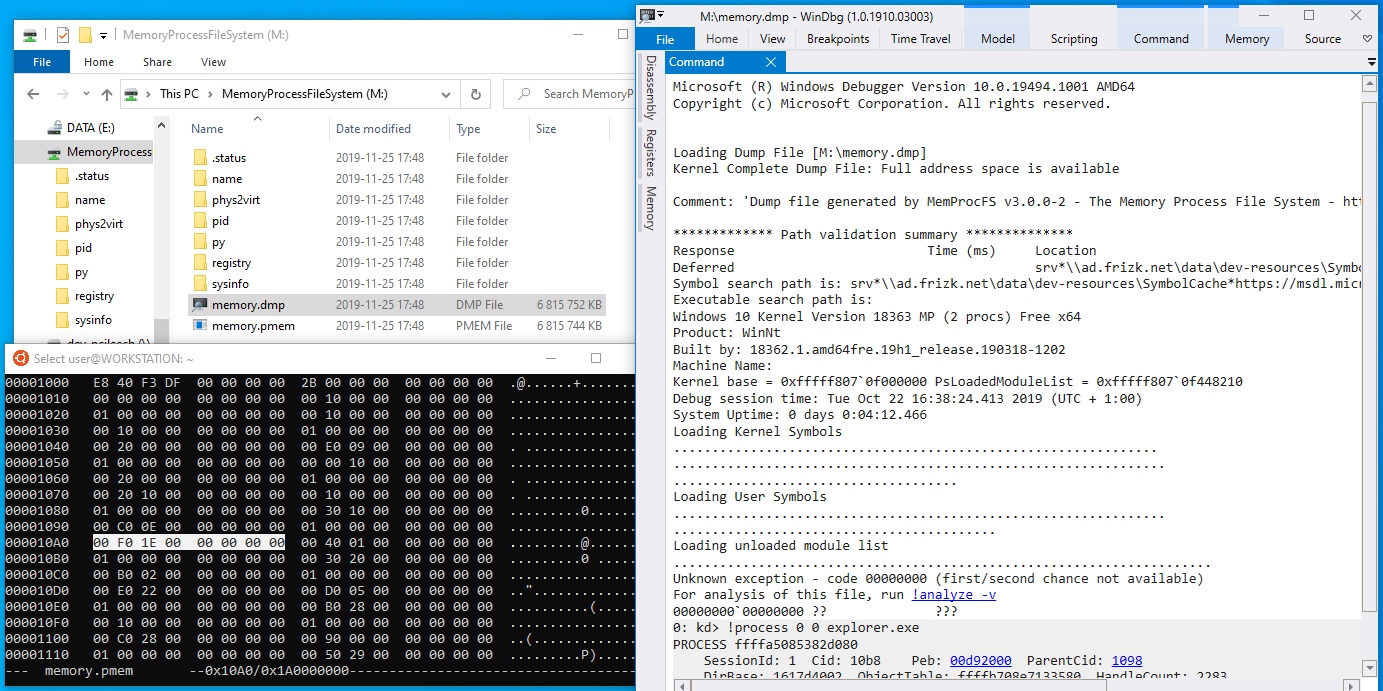 MemoryProcessFileSystem (M:)
File Home Share View
This PC MemoryProcessFileSystem (M:) Search MemoryP
DATA (E:)
MemoryProcess
.status
name
phys2virt
pid
py
registry
sysinfo
Name Date modified Type Size
.status 2019-11-25 17:48 File folder
name 2019-11-25 17:48 File folder
phys2virt 2019-11-25 17:48 File folder
pid 2019-11-25 17:48 File folder
py 2019-11-25 17:48 File folder
registry 2019-11-25 17:48 File folder
sysinfo 2019-11-25 17:48 File folder
memory.dmp 2019-11-25 17:48 DMP File 6 815 752 KB
memory.pmem 2019-11-25 17:48 PMEM File 6 815 744 KB
Select user@WORKSTATION: ~
00001000 E8 40 F3 DF 00 00 00 00 2B 00 00 00 00 00 00 00 .@......+.......
00001010 00 00 00 00 00 00 00 00 00 10 00 00 00 00 00 00 ................
00001020 01 00 00 00 00 00 00 00 00 10 00 00 00 00 00 00 ................
00001030 00 10 00 00 00 00 00 00 01 00 00 00 00 00 00 00 ................
00001040 00 20 00 00 00 00 00 00 00 E0 09 00 00 00 00 00 . ..............
00001050 01 00 00 00 00 00 00 00 00 00 10 00 00 00 00 00 ................
00001060 00 20 00 00 00 00 00 00 01 00 00 00 00 00 00 00 . ..............
00001070 00 20 10 00 00 00 00 00 00 10 00 00 00 00 00 00 . ..............
00001080 01 00 00 00 00 00 00 00 00 30 10 00 00 00 00 00 .........0......
00001090 00 C0 0E 00 00 00 00 00 01 00 00 00 00 00 00 00 ................
000010A0 00 F0 1E 00 00 00 00 00 00 40 01 00 00 00 00 00 .........@......
000010B0 01 00 00 00 00 00 00 00 00 30 20 00 00 00 00 00 .........0 .....
000010C0 00 B0 02 00 00 00 00 00 01 00 00 00 00 00 00 00 ................
000010D0 00 E0 22 00 00 00 00 00 00 D0 05 00 00 00 00 00 ..".............
000010E0 01 00 00 00 00 00 00 00 00 B0 28 00 00 00 00 00 ..........(.....
000010F0 00 10 00 00 00 00 00 00 01 00 00 00 00 00 00 00 ................
00001100 00 C0 28 00 00 00 00 00 00 90 00 00 00 00 00 00 ..(.............
00001110 01 00 00 00 00 00 00 00 00 50 29 00 00 00 00 00 .........P).....
--- memory.pmem --0x10A0/0x1A0000000------------------------------------
M:\memory.dmp - WinDbg (1.0.1910.03003)
File Home View Breakpoints Time Travel Model Scripting Command Memory Source
Disassembly
Registers
Memory
Command
Microsoft (R) Windows Debugger Version 10.0.19494.1001 AMD64
Copyright (c) Microsoft Corporation. All rights reserved.
Loading Dump File [M:\memory.dmp]
Kernel Complete Dump File: Full address space is available
Comment: 'Dump file generated by MemProcFS v3.0.0-2 - The Memory Process File System - htt
************* Path validation summary **************
Response Time (ms) Location
Deferred srv*\\ad.frizk.net\data\dev-resources\Symbo
Symbol search path is: srv*\\ad.frizk.net\data\dev-resources\SymbolCache*https://msdl.micr
Executable search path is:
Windows 10 Kernel Version 18363 MP (2 procs) Free x64
Product: WinNt
Built by: 18362.1.amd64fre.19h1_release.190318-1202
Machine Name:
Kernel base = 0xfffff807`0f000000 PsLoadedModuleList = 0xfffff807`0f448210
Debug session time: Tue Oct 22 16:38:24.413 2019 (UTC + 1:00)
System Uptime: 0 days 0:04:12.466
Loading Kernel Symbols
...............................................................
................................................................
.....................................
Loading User Symbols
................................................................
..........................................
Loading unloaded module list
......................................................................
Unknown exception - code 00000000 (first/second chance not available)
For analysis of this file, run !analyze -v
00000000`00000000 ?? ???
0: kd> !process 0 0 explorer.exe
PROCESS ffffa5085382d080
SessionId: 1 Cid: 10b8 Peb: 00d92000 ParentCid: 1098
DirBase: 1617d4002 ObjectTable: ffffb708e7133580 HandleCount: 2283